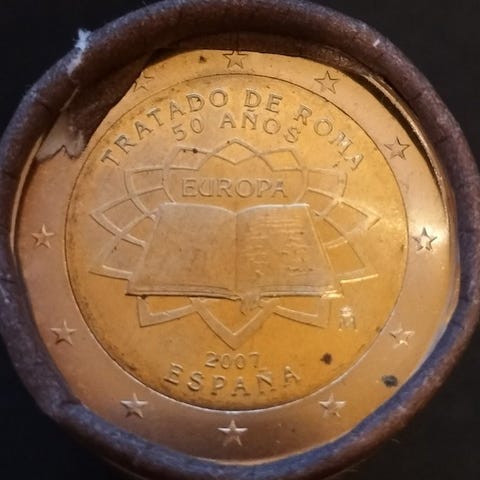 TRATADO DE ROMA
50 AÑOS
EUROPA
2007
ESPAÑA